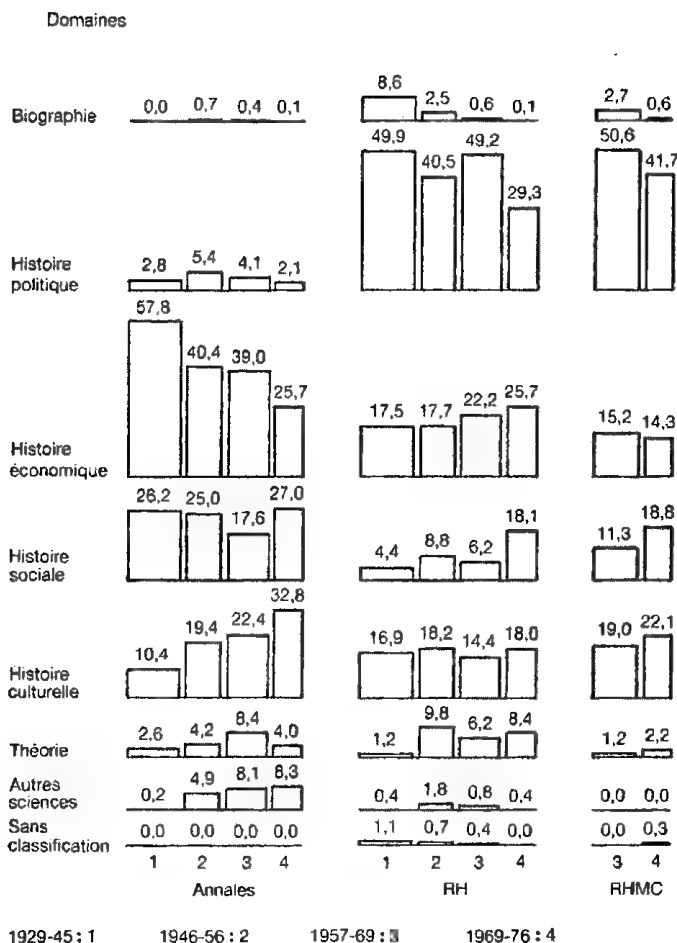 Domaines
Biographie 0,0 0,7 0,4 0,1 8,6 2,5 0,6 0,1 2,7 0,6
49,9 40,5 49,2 29,3 50,6 41,7
Histoire
politique 2,8 5,4 4,1 2,1
57,8 40,4 39,0 25,7
17,5 17,7 22,2 25,7 15,2 14,3
Histoire
économique
26,2 25,0 17,6 27,0
4,4 8,8 6,2 18,1 11,3 18,8
Histoire
sociale
10,4 19,4 22,4 32,8
16,9 18,2 14,4 18,0 19,0 22,1
Histoire
culturelle
Théorie 2,6 4,2 8,4 4,0 1,2 9,8 6,2 8,4 1,2 2,2
Autres
sciences 0,2 4,9 8,1 8,3 0,4 1,8 0,8 0,4 0,0 0,0
Sans
classification 0,0 0,0 0,0 0,0 1,1 0,7 0,4 0,0 0,0 0,3
1 2 3 4 1 2 3 4 3 4
Annales RH RHMC
1929-45 : 1 1946-56 : 2 1957-69 : 3 1969-76 : 4